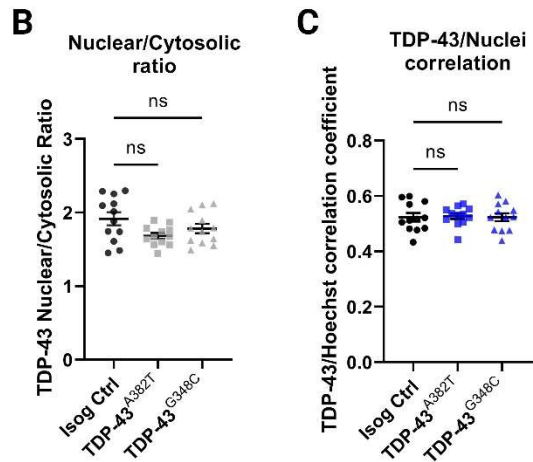 B
Nuclear/Cytosolic
ratio
ns
ns
TDP-43 Nuclear/Cytosolic Ratio
3
2
1
0
Isog Ctrl
TDP-43A382T
TDP-43G348C
C
TDP-43/Nuclei
correlation
ns
ns
TDP-43/Hoechst correlation coefficient
0.8
0.6
0.4
0.2
0.0
Isog Ctrl
TDP-43A382T
TDP-43G348C